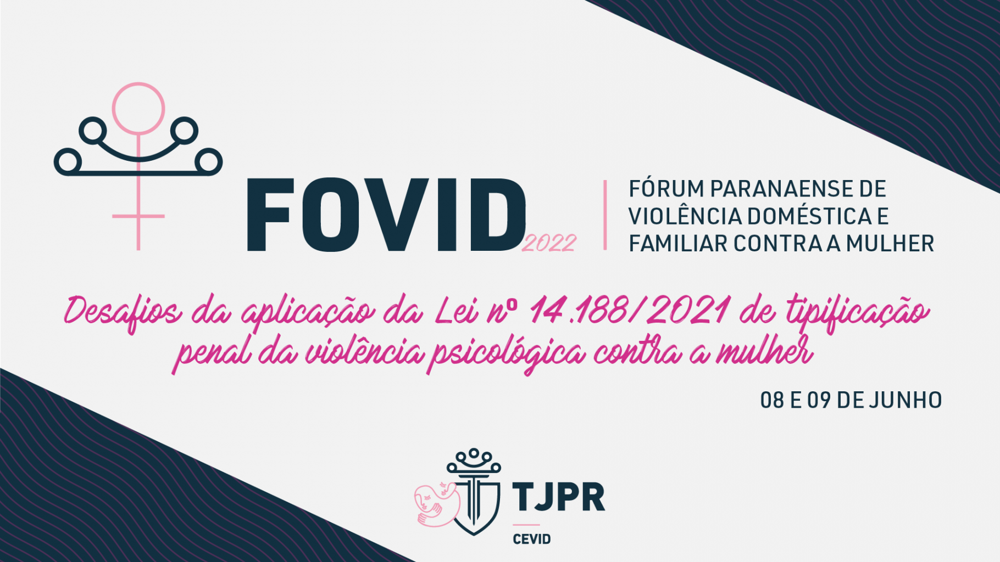 FOVID 2022
FÓRUM PARANAENSE DE
VIOLÊNCIA DOMÉSTICA E
FAMILIAR CONTRA A MULHER
Desafios da aplicação da Lei nº 14.188/2021 de tipificação
penal da violência psicológica contra a mulher
08 E 09 DE JUNHO
TJPR
CEVID